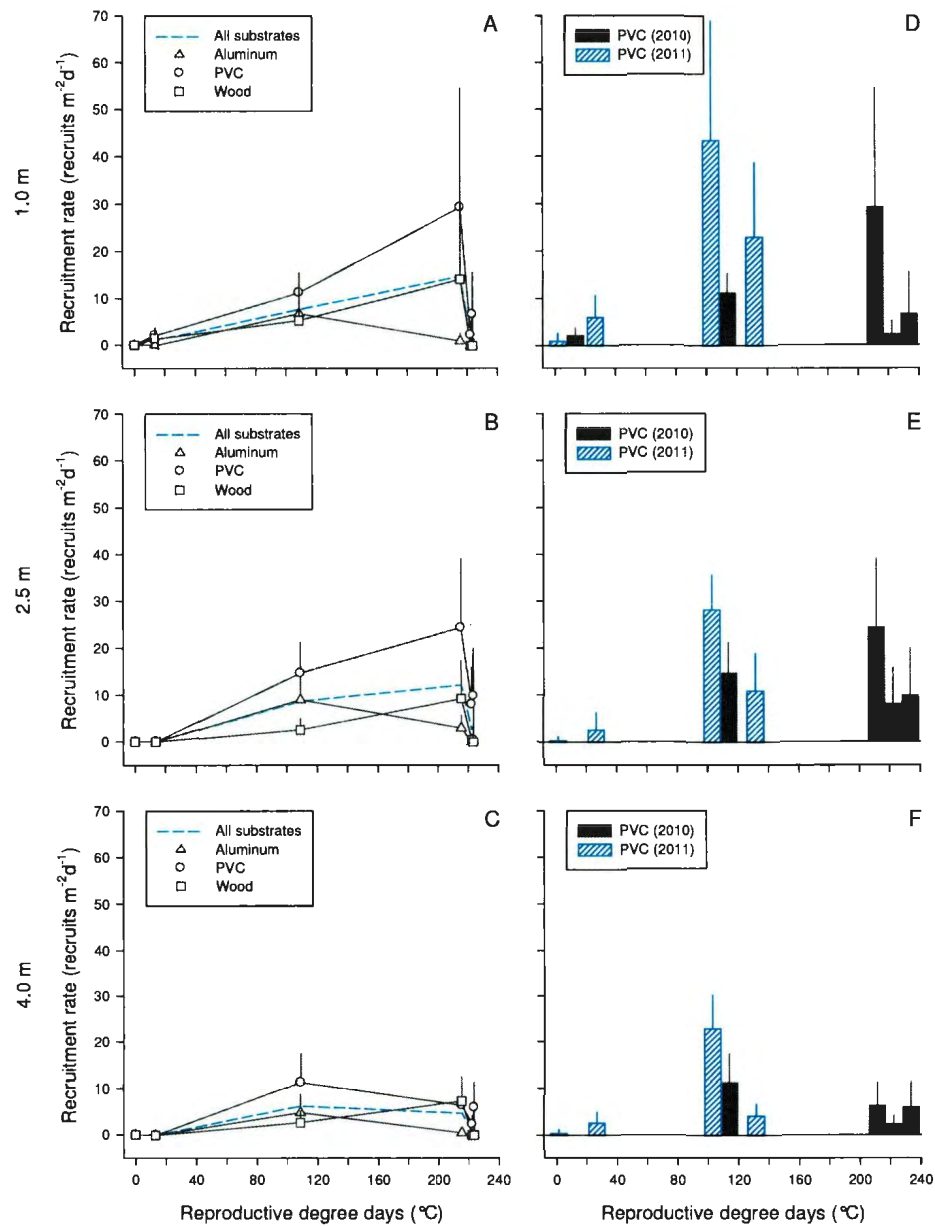 1.0 m
Recruitment rate (recruits m-2d-1)
70
60
50
40
30
20
10
0
All substrates
Aluminum
PVC
Wood
A
PVC (2010)
PVC (2011)
D
2.5 m
Recruitment rate (recruits m-2d-1)
70
60
50
40
30
20
10
0
All substrates
Aluminum
PVC
Wood
B
PVC (2010)
PVC (2011)
E
4.0 m
Recruitment rate (recruits m-2d-1)
70
60
50
40
30
20
10
0
All substrates
Aluminum
PVC
Wood
C
PVC (2010)
PVC (2011)
F
0 40 80 120 160 200 240
0 40 80 120 160 200 240
Reproductive degree days (°C)
Reproductive degree days (°C)